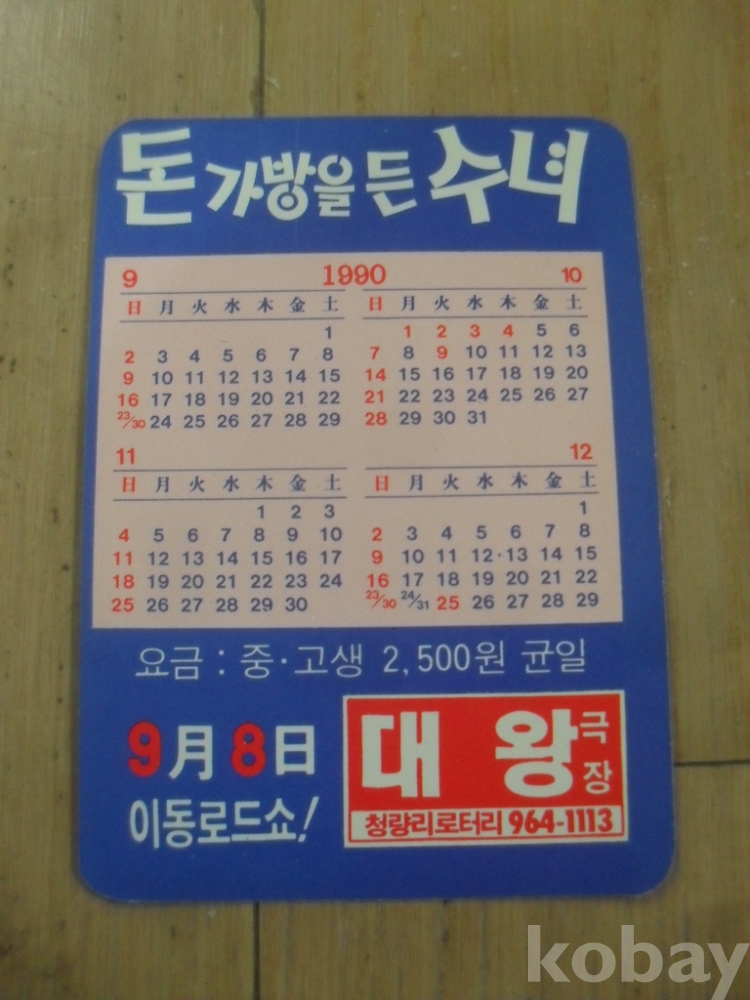 돈 가방을 든 수녀
9 1990 10
日 月 火 水 木 金 土
1
2 3 4 5 6 7 8
9 10 11 12 13 14 15
16 17 18 19 20 21 22
23/30 24 25 26 27 28 29
日 月 火 水 木 金 土
1 2 3 4 5 6
7 8 9 10 11 12 13
14 15 16 17 18 19 20
21 22 23 24 25 26 27
28 29 30 31
11
日 月 火 水 木 金 土
1 2 3
4 5 6 7 8 9 10
11 12 13 14 15 16 17
18 19 20 21 22 23 24
25 26 27 28 29 30
12
日 月 火 水 木 金 土
1
2 3 4 5 6 7 8
9 10 11 12·13 14 15
16 17 18 19 20 21 22
23/30 24/31 25 26 27 28 29
요금 : 중·고생 2,500원 균일
9月 8日
이동로드쇼!
대왕극장
청량리로터리 964-1113
kobay